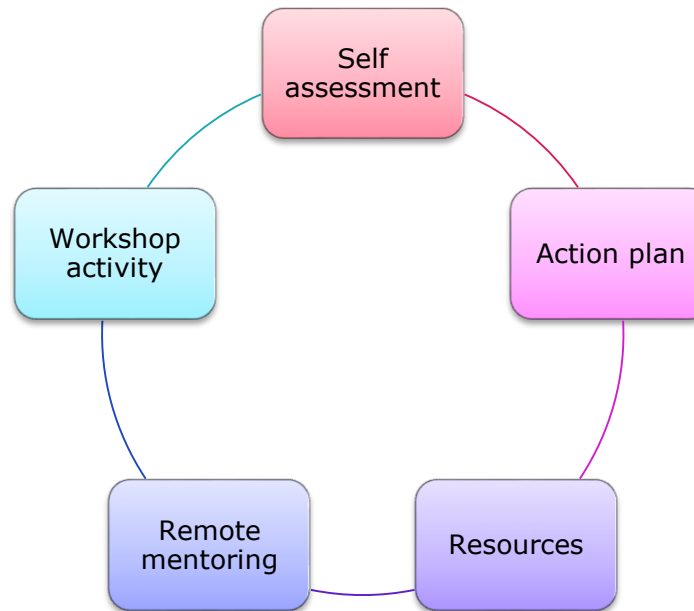 Self
assessment
Action plan
Resources
Remote
mentoring
Workshop
activity